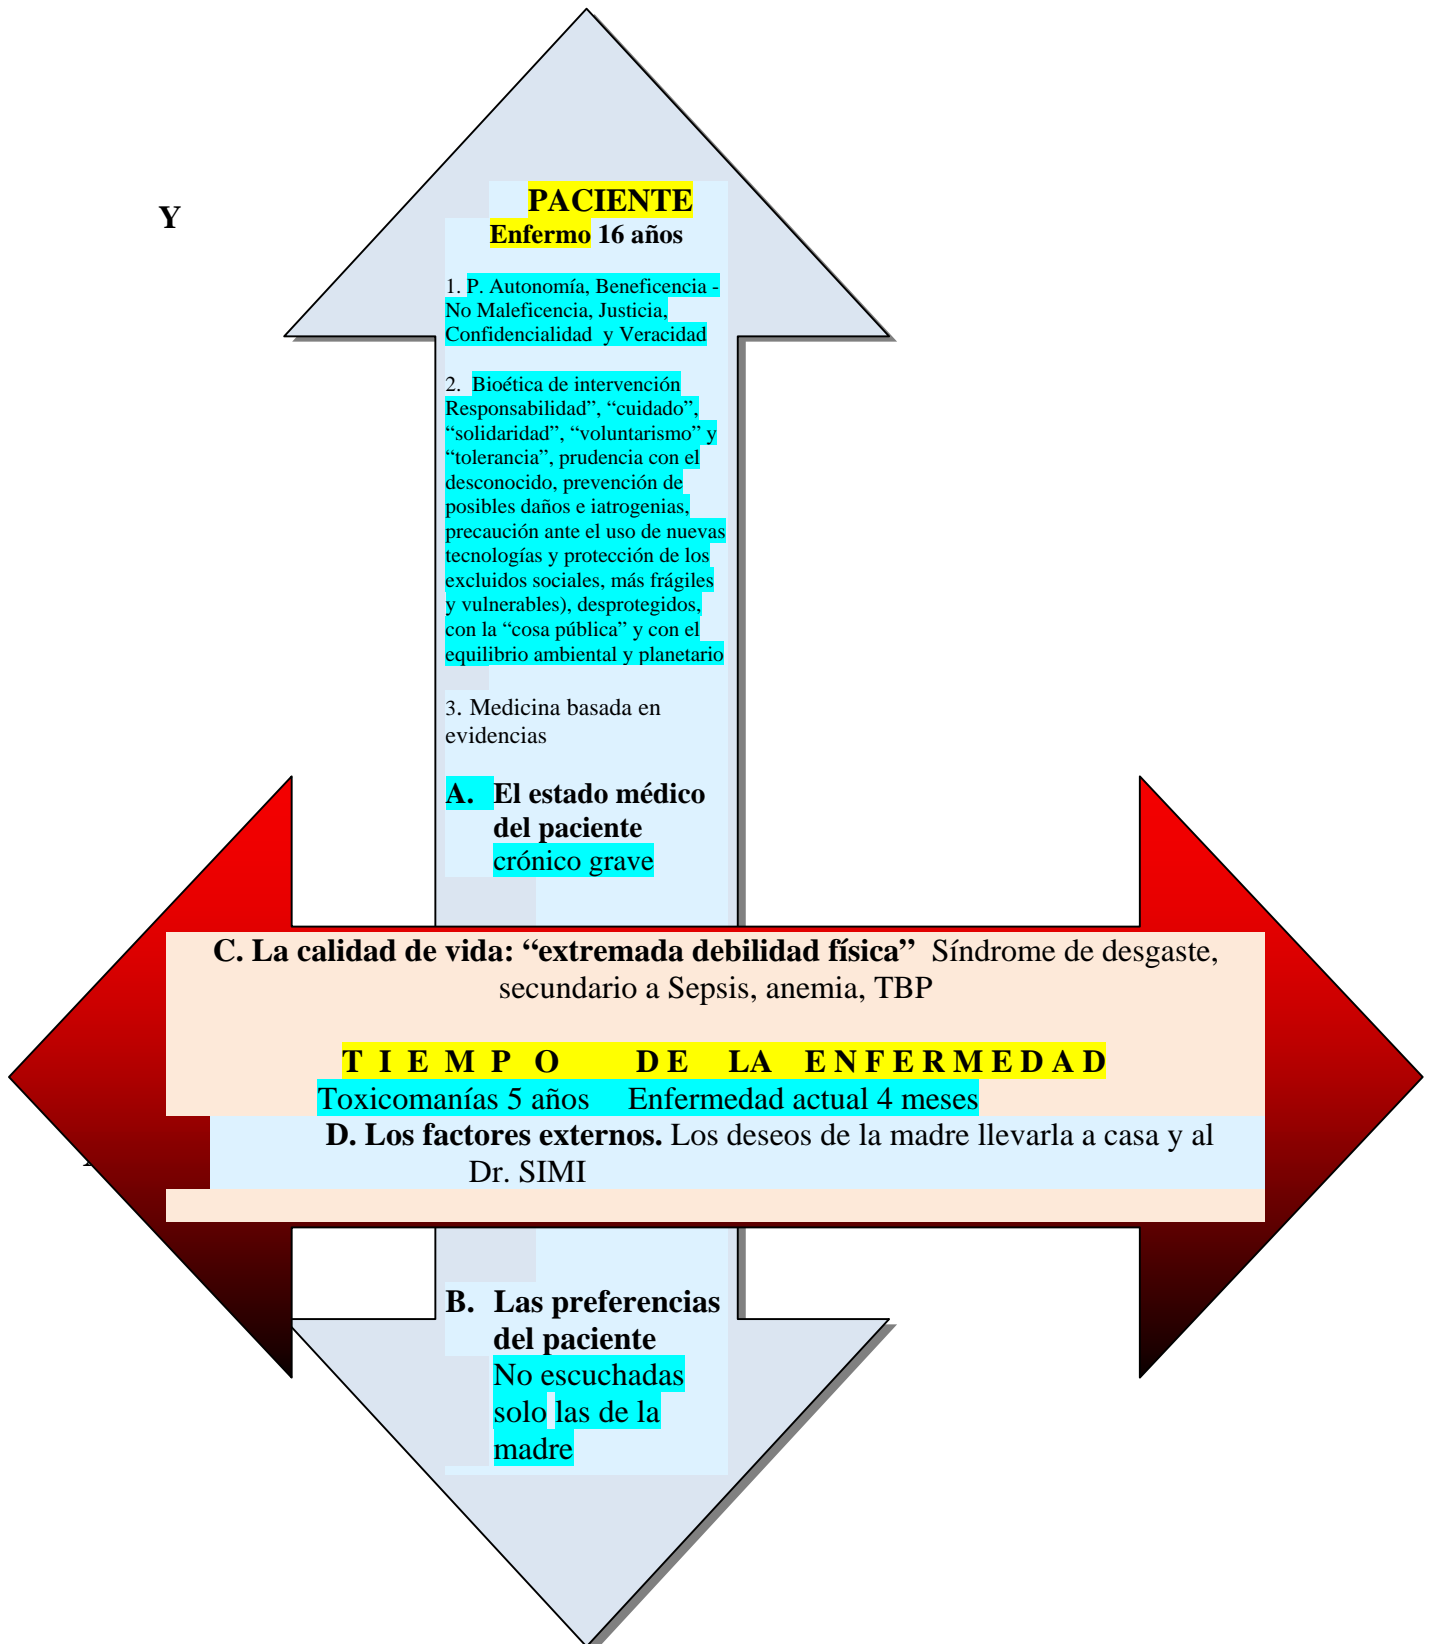 Y
PACIENTE
Enfermo 16 años
1. P. Autonomía, Beneficencia -
No Maleficencia, Justicia,
Confidencialidad y Veracidad
2. Bioética de intervención
Responsabilidad”, “cuidado”,
“solidaridad”, “voluntarismo” y
“tolerancia”, prudencia con el
desconocido, prevención de
posibles daños e iatrogenias,
precaución ante el uso de nuevas
tecnologías y protección de los
excluidos sociales, más frágiles
y vulnerables), desprotegidos,
con la “cosa pública” y con el
equilibrio ambiental y planetario
3. Medicina basada en
evidencias
A. El estado médico
del paciente
crónico grave
C. La calidad de vida: “extremada debilidad física” Síndrome de desgaste,
secundario a Sepsis, anemia, TBP
T I E M P O D E LA E N F E R M E D A D
Toxicomanías 5 años Enfermedad actual 4 meses
D. Los factores externos. Los deseos de la madre llevarla a casa y al
Dr. SIMI
B. Las preferencias
del paciente
No escuchadas
solo las de la
madre